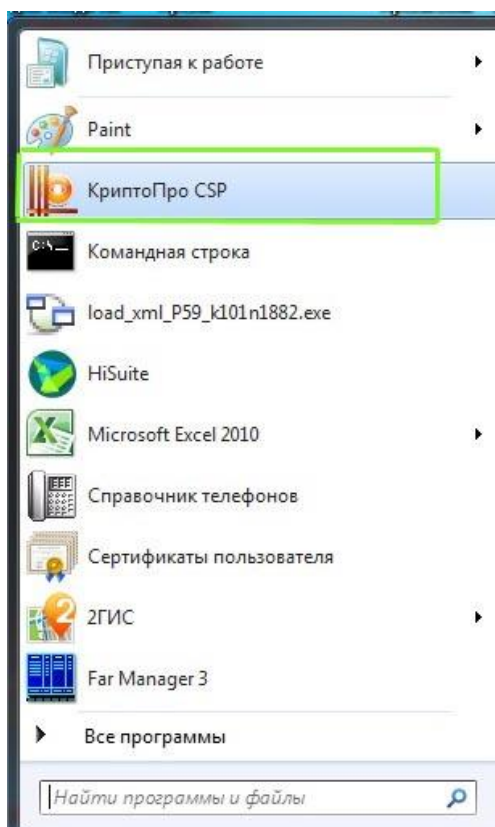 Приступая к работе
Paint
КриптоПро CSP
C:\_
Командная строка
load_xml_P59_k101n1882.exe
HiSuite
Microsoft Excel 2010
Справочник телефонов
Сертификаты пользователя
2ГИС
Far Manager 3
Все программы
Найти программы и файлы